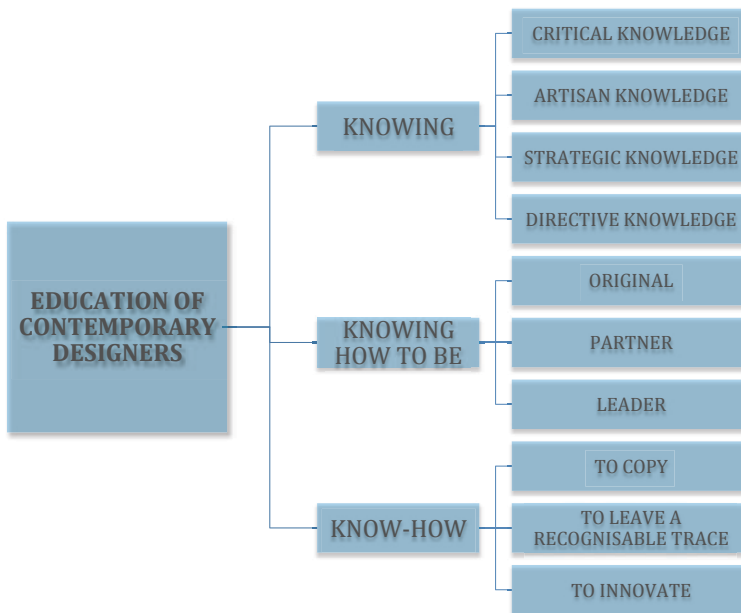 EDUCATION OF
CONTEMPORARY
DESIGNERS
KNOWING
CRITICAL KNOWLEDGE
ARTISAN KNOWLEDGE
STRATEGIC KNOWLEDGE
DIRECTIVE KNOWLEDGE
KNOWING
HOW TO BE
ORIGINAL
PARTNER
LEADER
KNOW-HOW
TO COPY
TO LEAVE A
RECOGNISABLE TRACE
TO INNOVATE